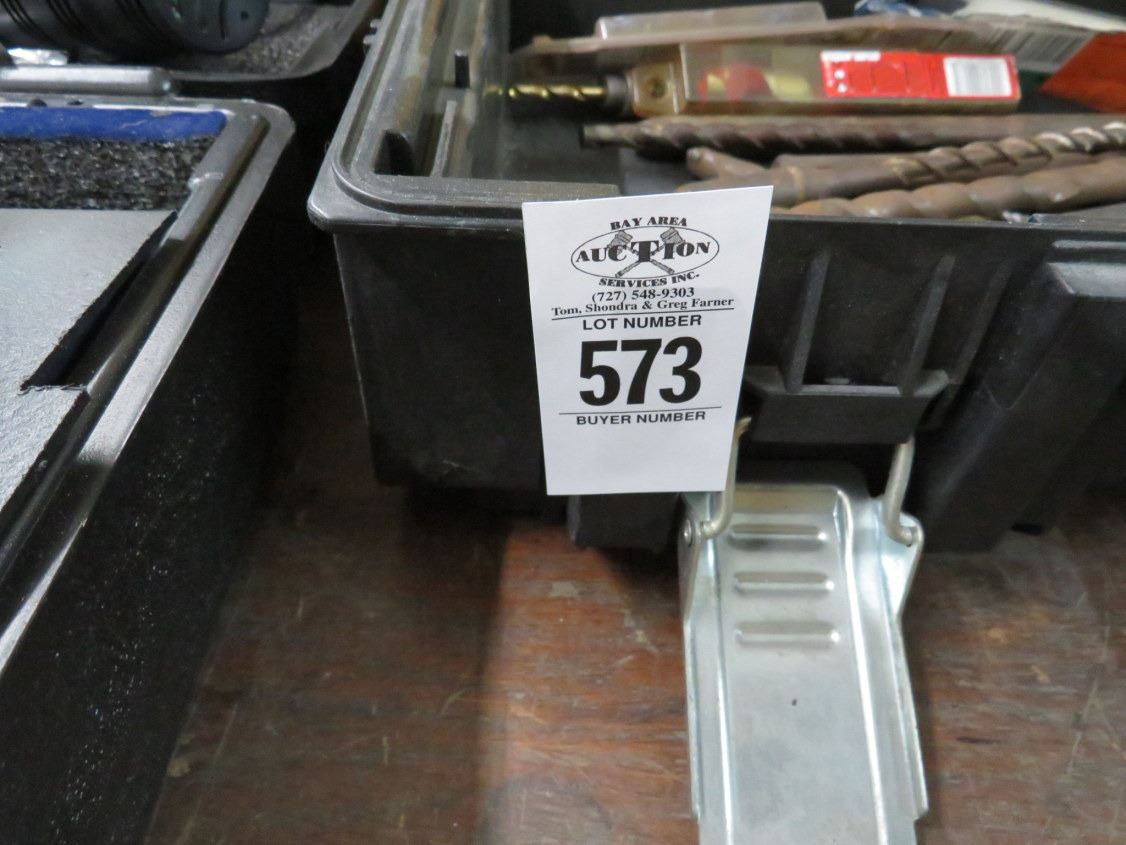 BAY AREA
AUCTION
SERVICES INC.
(727) 548-9303
Tom, Shondra & Greg Farner
LOT NUMBER
573
BUYER NUMBER